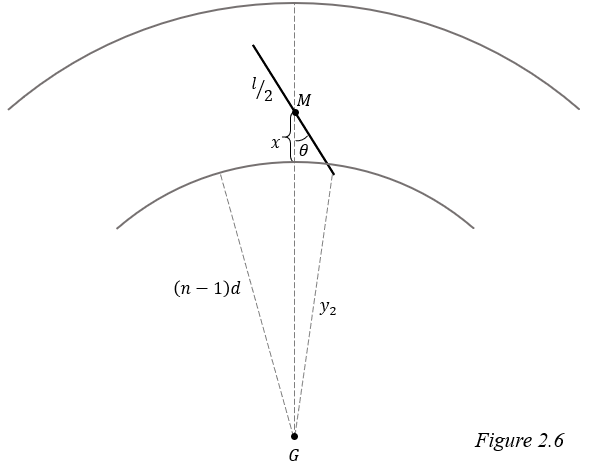 l/2
M
x
θ
(n − 1)d
y₂
G
Figure 2.6